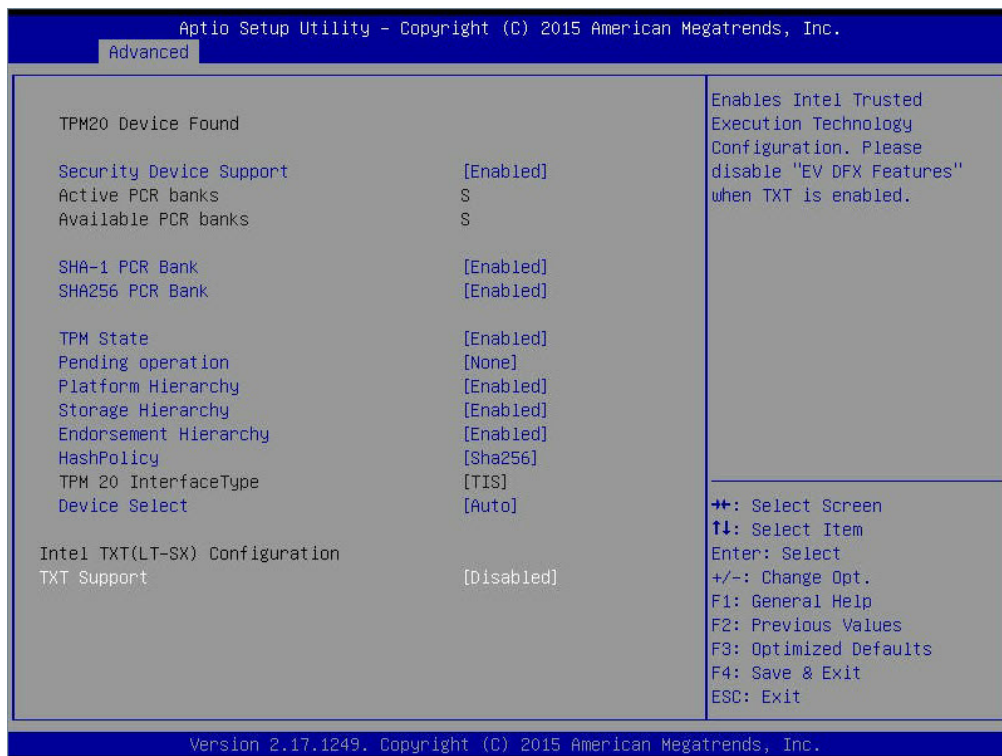 Aptio Setup Utility – Copyright (C) 2015 American Megatrends, Inc.
Advanced
TPM20 Device Found
Security Device Support [Enabled]
Active PCR banks S
Available PCR banks S
SHA-1 PCR Bank [Enabled]
SHA256 PCR Bank [Enabled]
TPM State [Enabled]
Pending operation [None]
Platform Hierarchy [Enabled]
Storage Hierarchy [Enabled]
Endorsement Hierarchy [Enabled]
HashPolicy [Sha256]
TPM 20 InterfaceType [TIS]
Device Select [Auto]
Intel TXT(LT-SX) Configuration
TXT Support [Disabled]
Enables Intel Trusted
Execution Technology
Configuration. Please
disable "EV DFX Features"
when TXT is enabled.
→←: Select Screen
↑↓: Select Item
Enter: Select
+/-: Change Opt.
F1: General Help
F2: Previous Values
F3: Optimized Defaults
F4: Save & Exit
ESC: Exit
Version 2.17.1249. Copyright (C) 2015 American Megatrends, Inc.